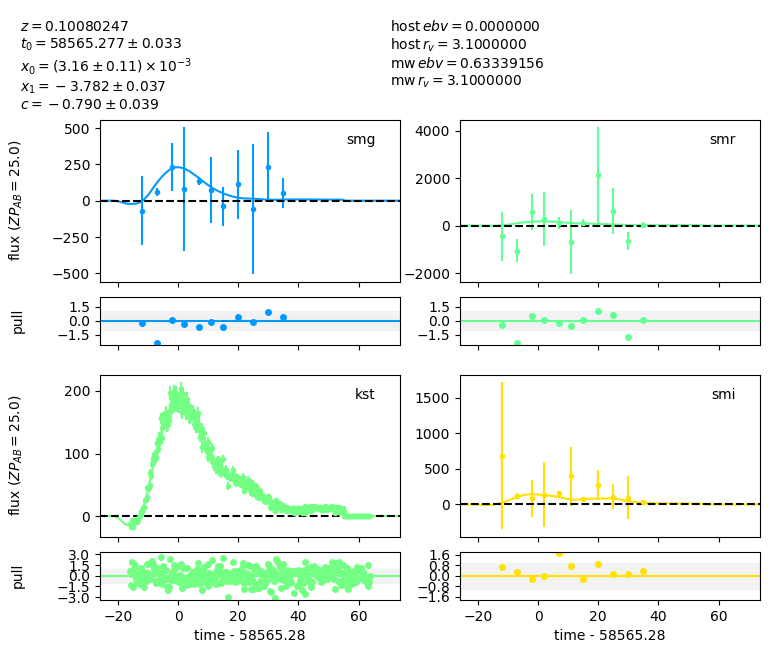 z = 0.10080247
t₀ = 58565.277 ± 0.033
x₀ = (3.16 ± 0.11) × 10⁻³
x₁ = −3.782 ± 0.037
c = −0.790 ± 0.039
host ebv = 0.0000000
host r_v = 3.1000000
mw ebv = 0.63339156
mw r_v = 3.1000000
flux (ZP_AB = 25.0)
500
250
0
−250
−500
smg
4000
2000
0
−2000
smr
pull
1.5
0.0
−1.5
1.5
0.0
−1.5
flux (ZP_AB = 25.0)
200
100
0
kst
1500
1000
500
0
smi
pull
3.0
1.5
0.0
−1.5
−3.0
1.6
0.8
0.0
−0.8
−1.6
−20 0 20 40 60
−20 0 20 40 60
time - 58565.28
time - 58565.28